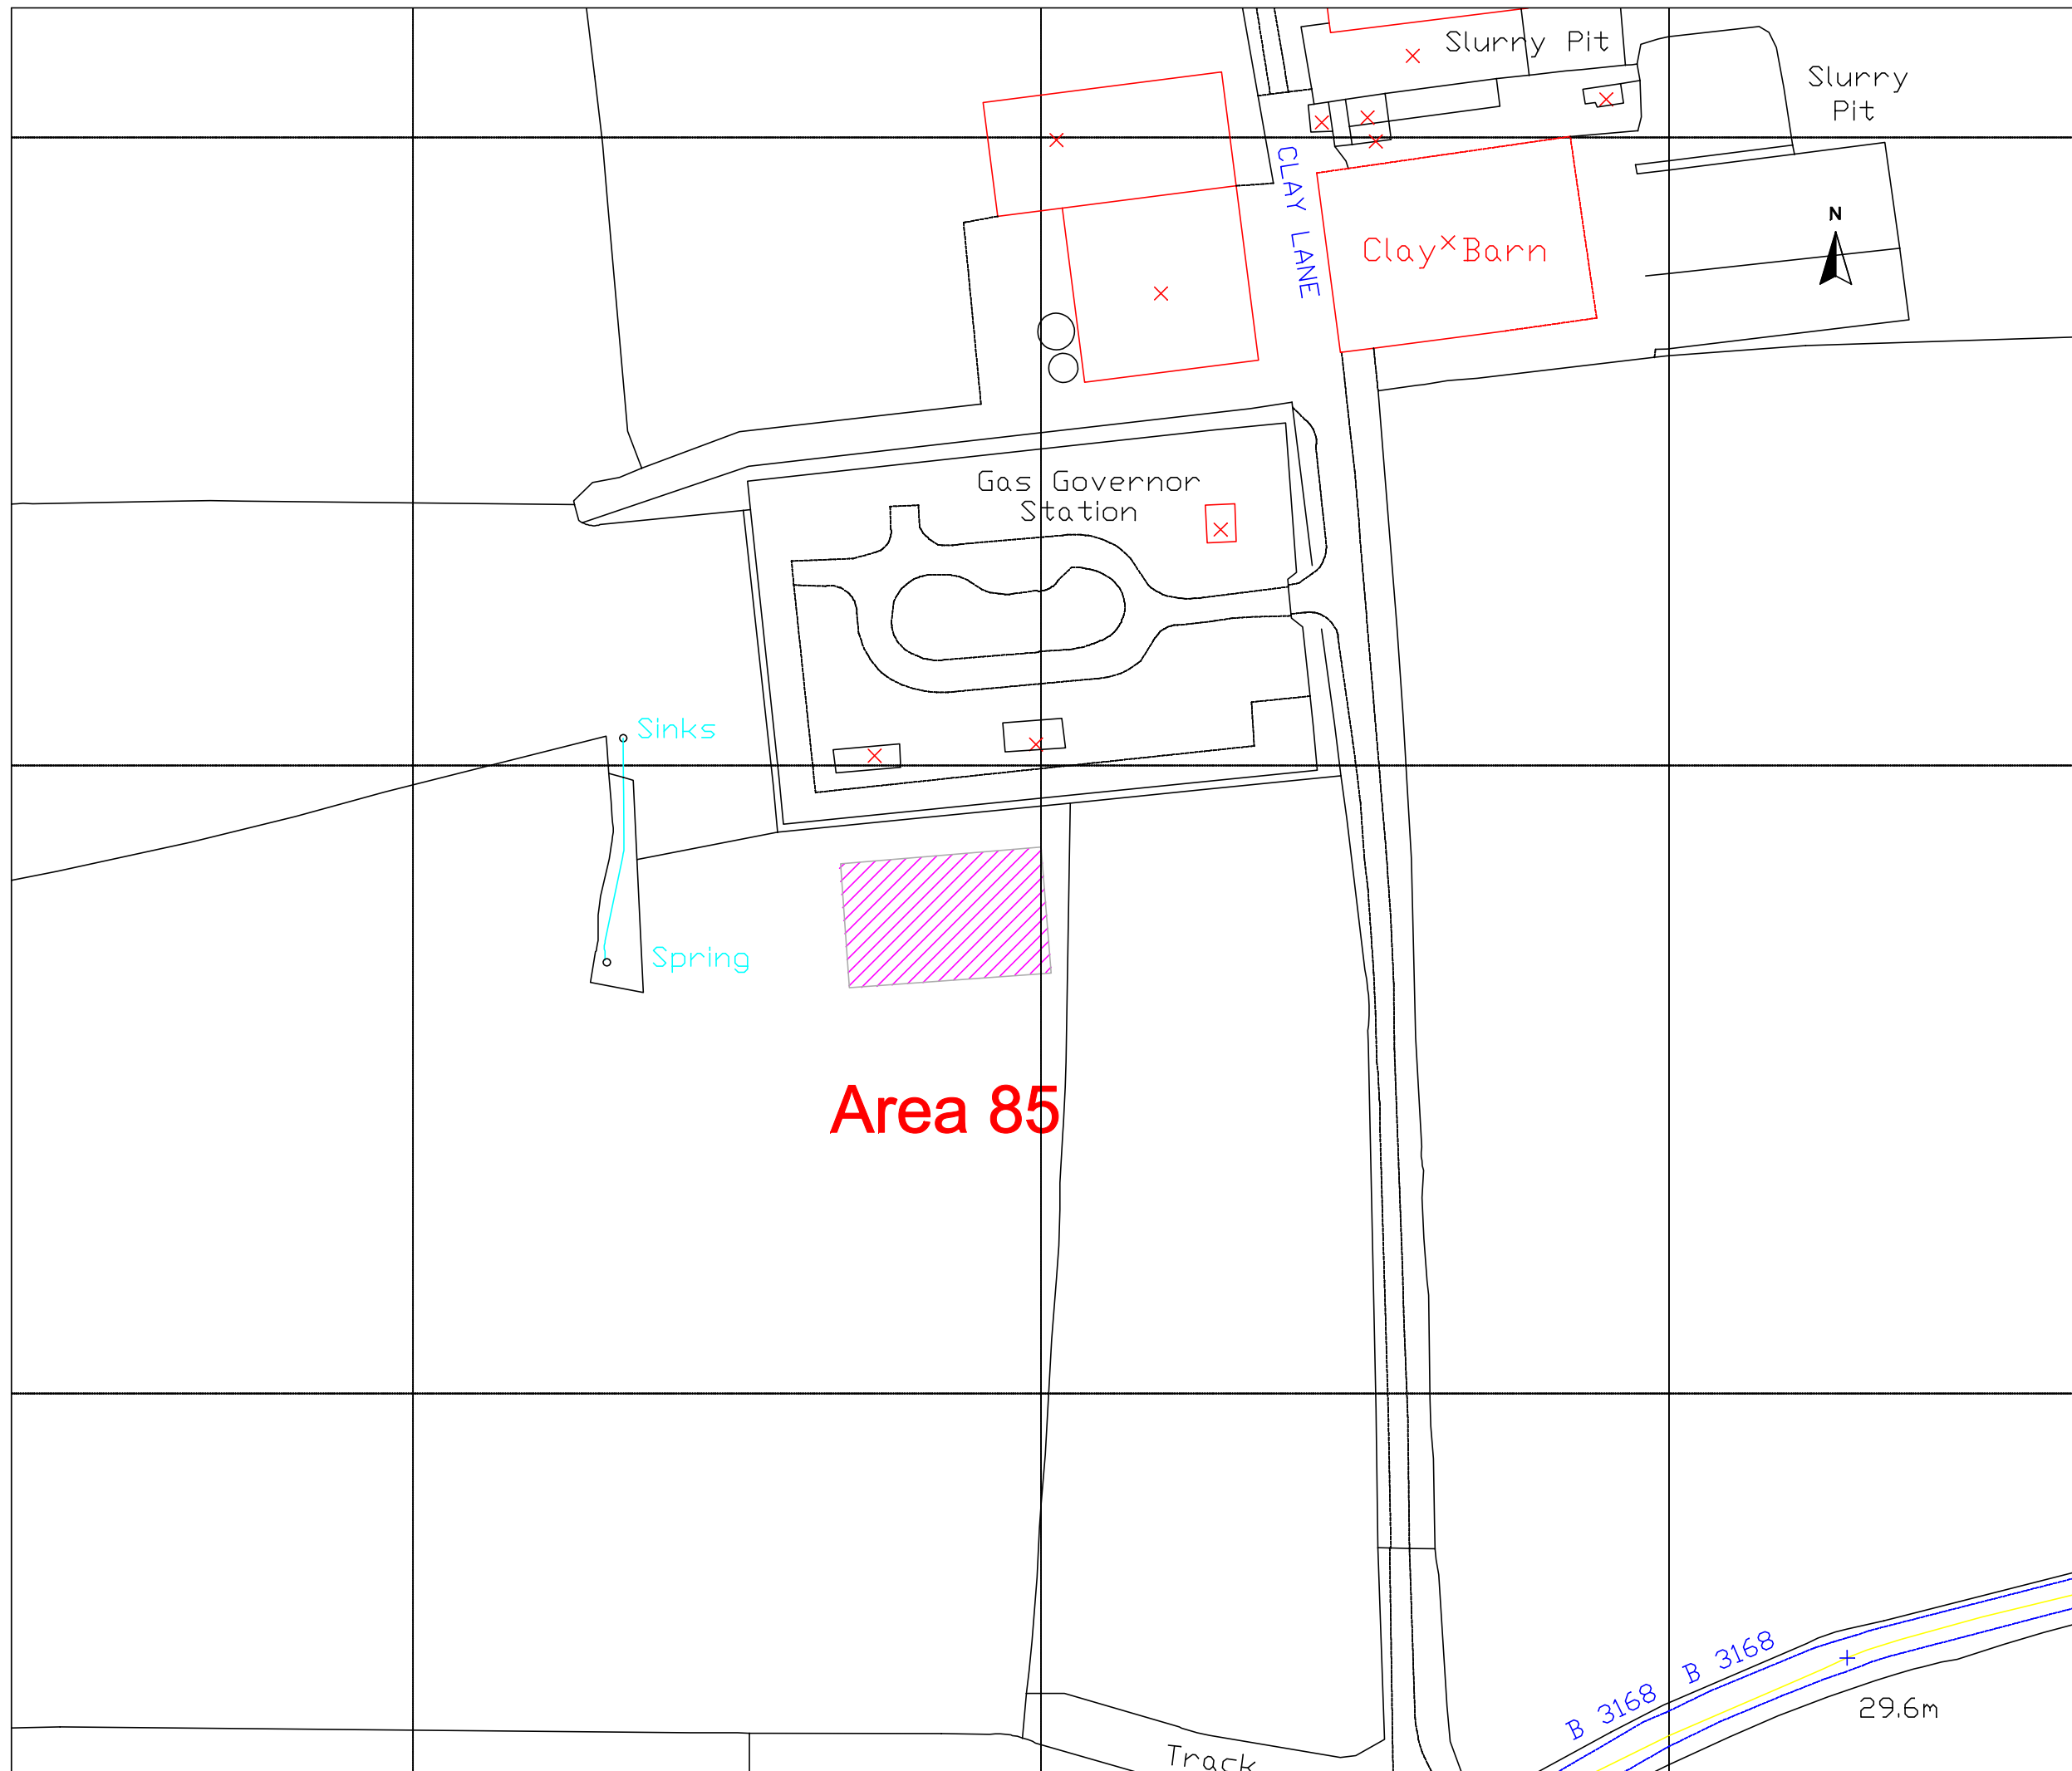 Slurry Pit
Slurry
Pit
N
CLAY LANE
Clay Barn
Gas Governor
Station
Sinks
Spring
Area 85
B 3168
B 3168
29.6m
Track